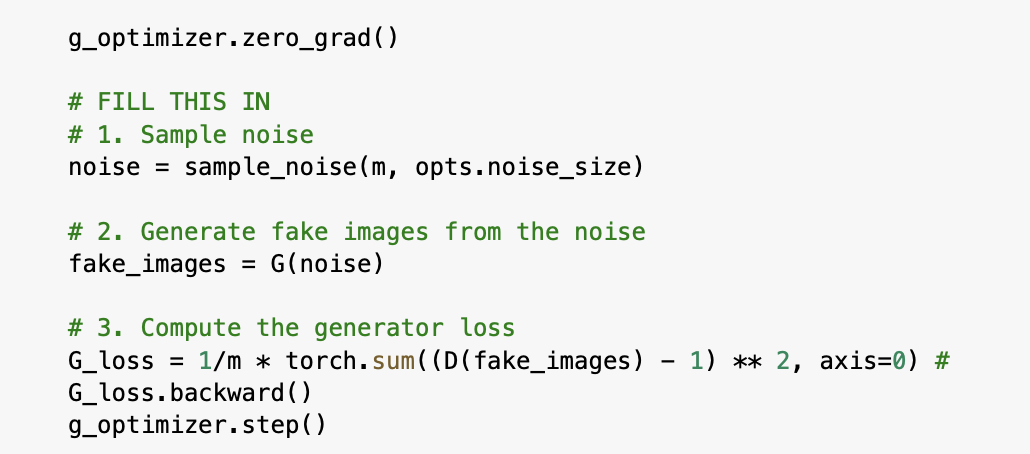 g_optimizer.zero_grad()
# FILL THIS IN
# 1. Sample noise
noise = sample_noise(m, opts.noise_size)
# 2. Generate fake images from the noise
fake_images = G(noise)
# 3. Compute the generator loss
G_loss = 1/m * torch.sum((D(fake_images) - 1) ** 2, axis=0) #
G_loss.backward()
g_optimizer.step()